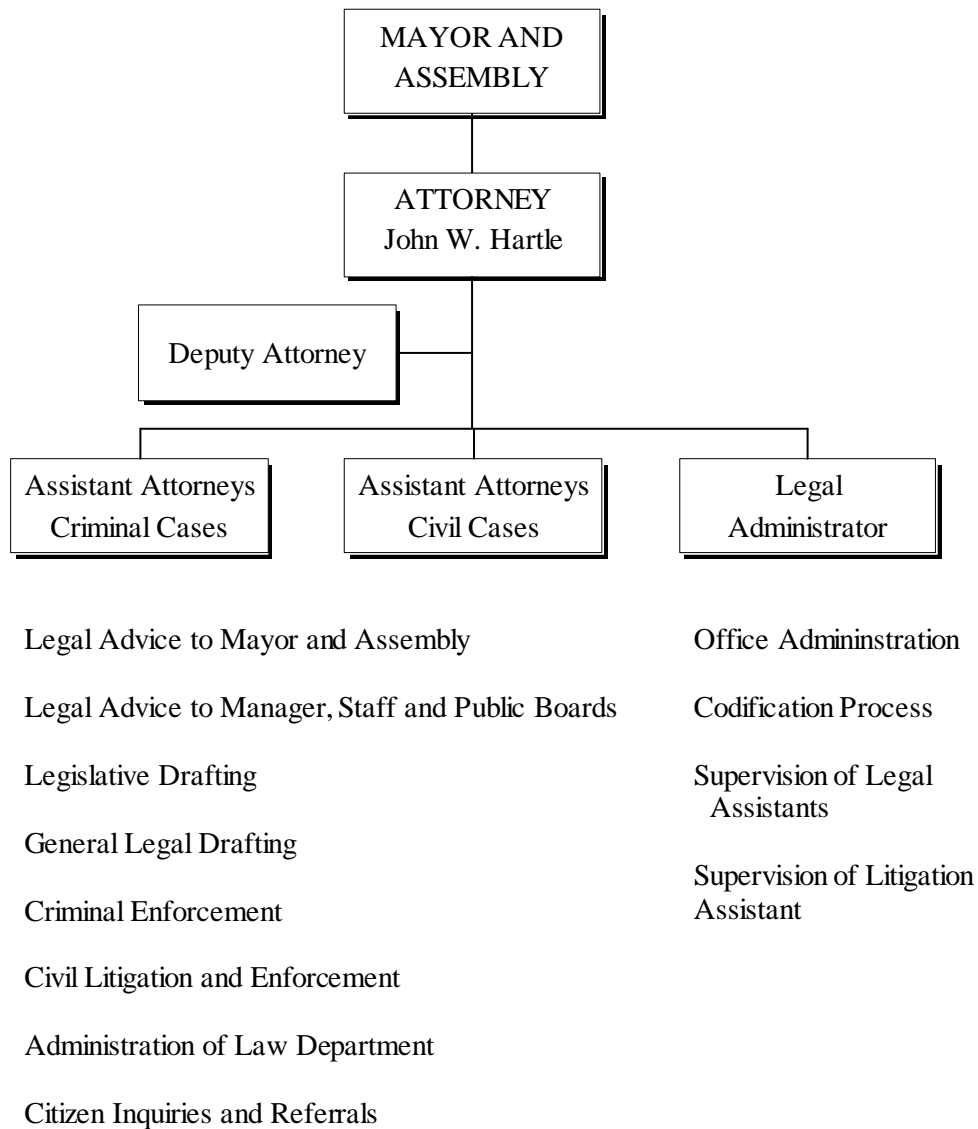 MAYOR AND
ASSEMBLY
ATTORNEY
John W. Hartle
Deputy Attorney
Assistant Attorneys
Criminal Cases
Assistant Attorneys
Civil Cases
Legal
Administrator
Legal Advice to Mayor and Assembly
Legal Advice to Manager, Staff and Public Boards
Legislative Drafting
General Legal Drafting
Criminal Enforcement
Civil Litigation and Enforcement
Administration of Law Department
Citizen Inquiries and Referrals
Office Admininstration
Codification Process
Supervision of Legal
Assistants
Supervision of Litigation
Assistant